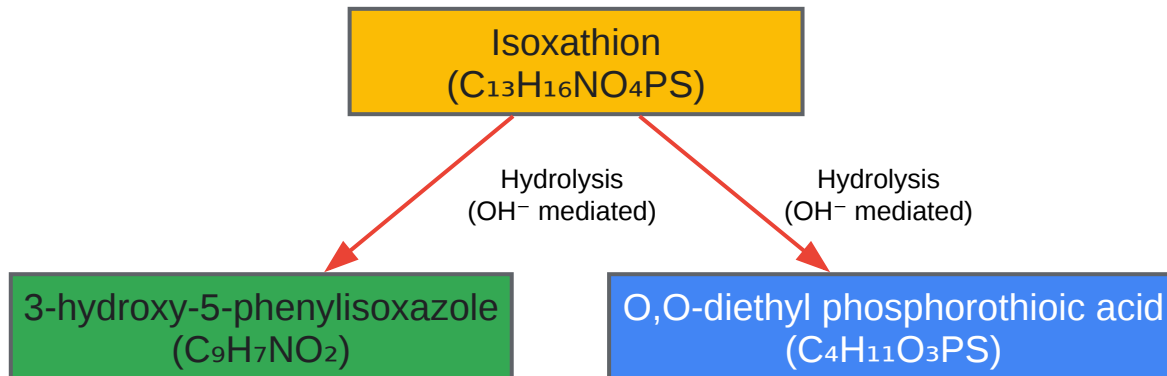 Isoxathion
(C₁₃H₁₆NO₄PS)
Hydrolysis
(OH⁻ mediated)
Hydrolysis
(OH⁻ mediated)
3-hydroxy-5-phenylisoxazole
(C₉H₇NO₂)
O,O-diethyl phosphorothioic acid
(C₄H₁₁O₃PS)